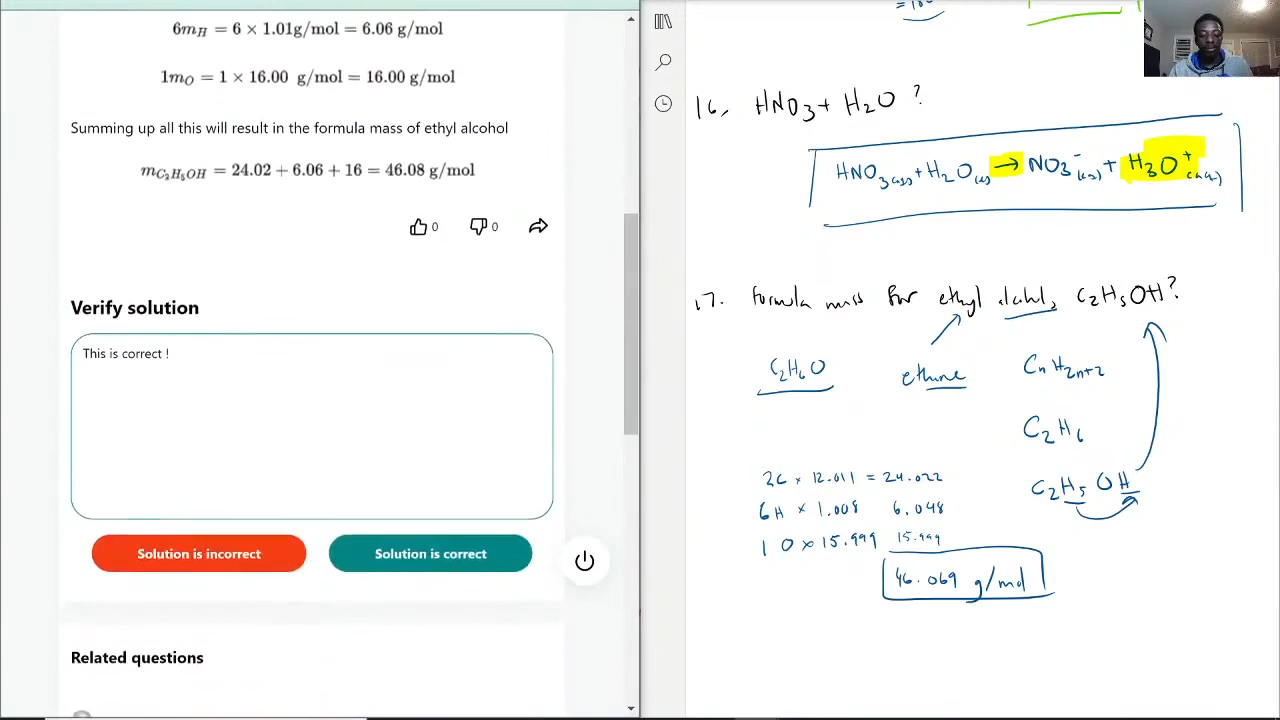 6m_H = 6 × 1.01g/mol = 6.06 g/mol
1m_O = 1 × 16.00 g/mol = 16.00 g/mol
Summing up all this will result in the formula mass of ethyl alcohol
m_{C₂H₅OH} = 24.02 + 6.06 + 16 = 46.08 g/mol
0 0
Verify solution
This is correct !
Solution is incorrect Solution is correct
Related questions
16. HNO₃ + H₂O ?
HNO₃(aq) + H₂O(l) → NO₃⁻(aq) + H₃O⁺(aq)
17. formula mass for ethyl alcohol, C₂H₅OH?
C₂H₆O ethane CₙH₂ₙ₊₂
C₂H₆
C₂H₅OH
2C × 12.011 = 24.022
6H × 1.008 6.048
1 O × 15.999 15.999
46.069 g/mol